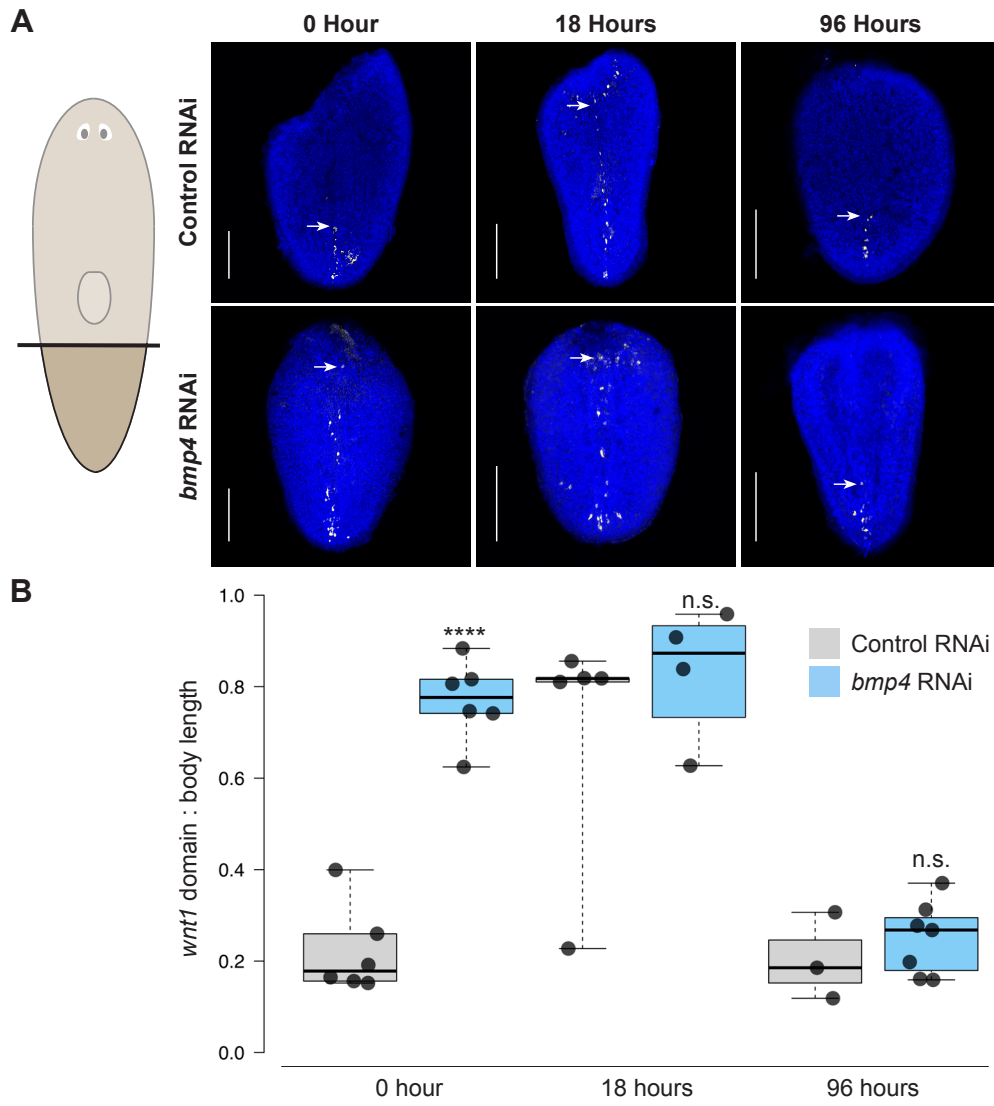 A
0 Hour
18 Hours
96 Hours
Control RNAi
bmp4 RNAi
B
wnt1 domain : body length
1.0
0.8
0.6
0.4
0.2
0.0
****
n.s.
n.s.
Control RNAi
bmp4 RNAi
0 hour
18 hours
96 hours